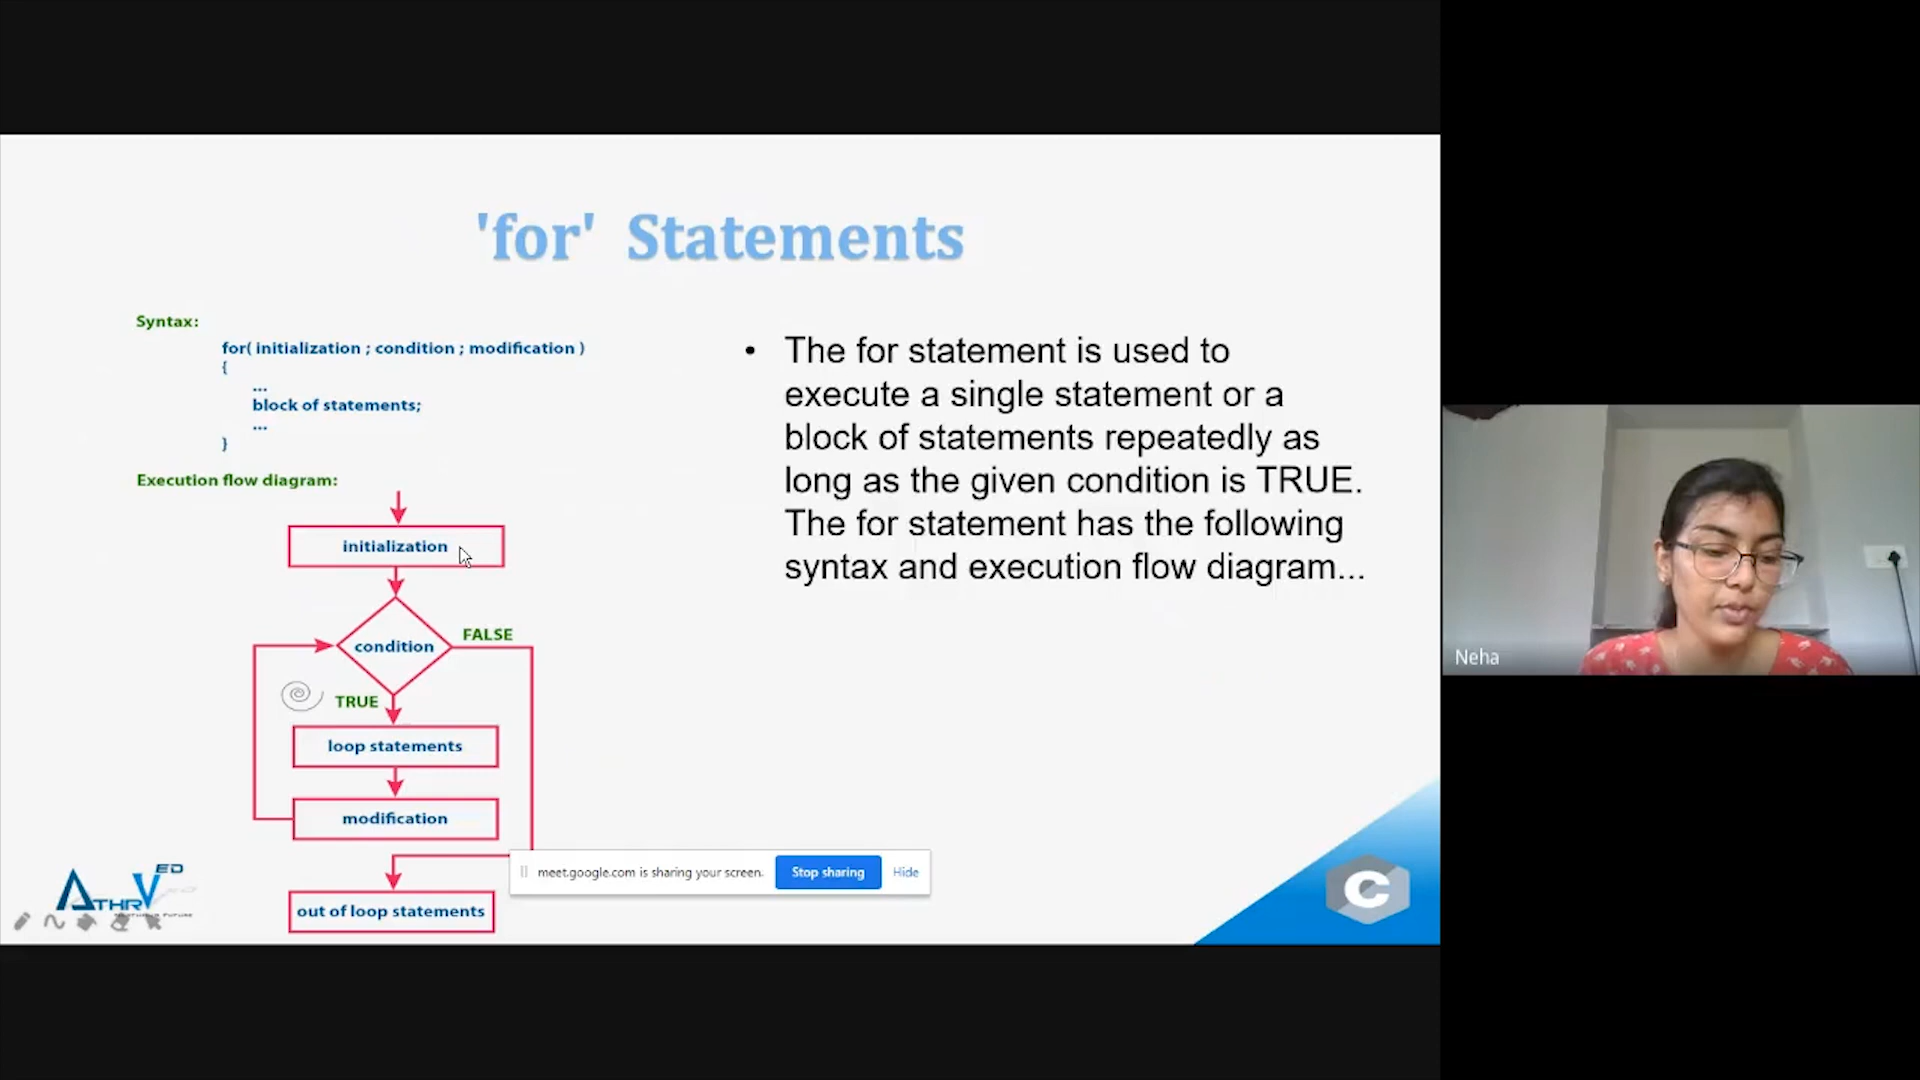 'for' Statements
Syntax:
for( initialization ; condition ; modification )
{
...
block of statements;
...
}
Execution flow diagram:
initialization
condition
FALSE
TRUE
loop statements
modification
out of loop statements
• The for statement is used to
execute a single statement or a
block of statements repeatedly as
long as the given condition is TRUE.
The for statement has the following
syntax and execution flow diagram...
meet.google.com is sharing your screen.
Stop sharing
Hide
ATHRVED
C
Neha